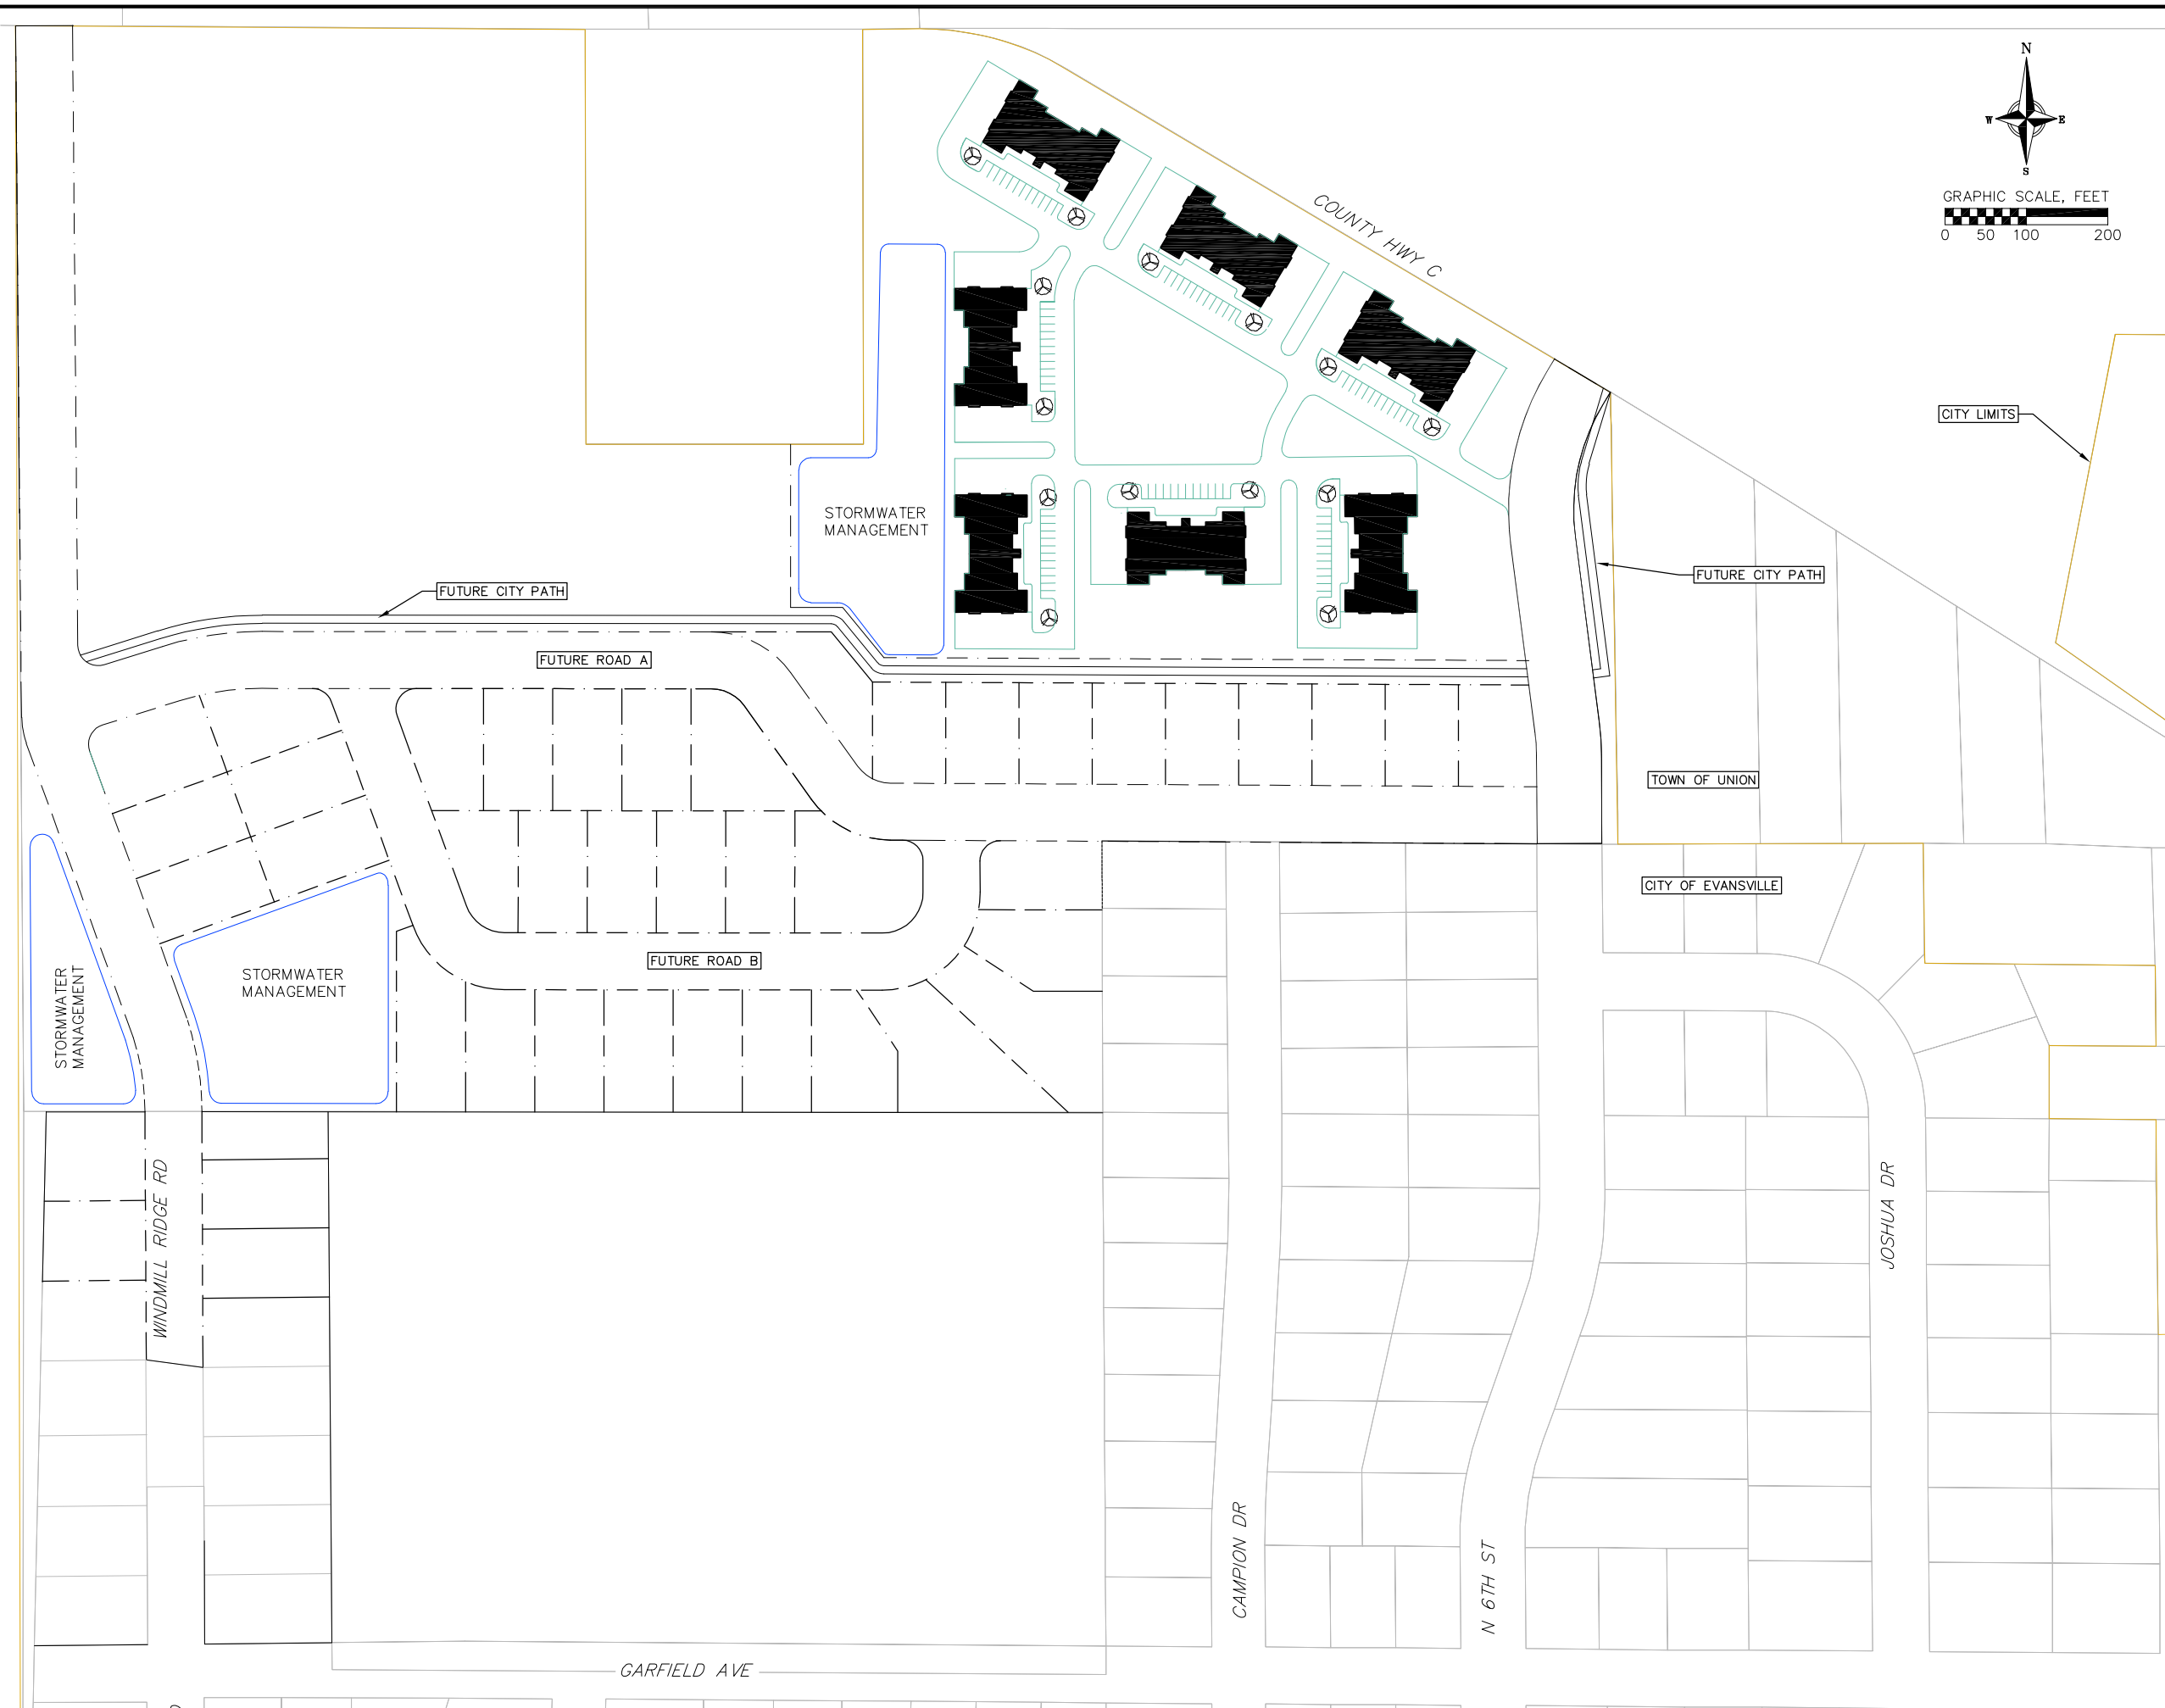 N
W E
S
GRAPHIC SCALE, FEET
0 50 100 200
COUNTY HWY C
CITY LIMITS
STORMWATER
MANAGEMENT
FUTURE CITY PATH
FUTURE CITY PATH
FUTURE ROAD A
TOWN OF UNION
CITY OF EVANSVILLE
FUTURE ROAD B
STORMWATER
MANAGEMENT
STORMWATER
MANAGEMENT
WINDMILL RIDGE RD
JOSHUA DR
CAMPION DR
N 6TH ST
GARFIELD AVE